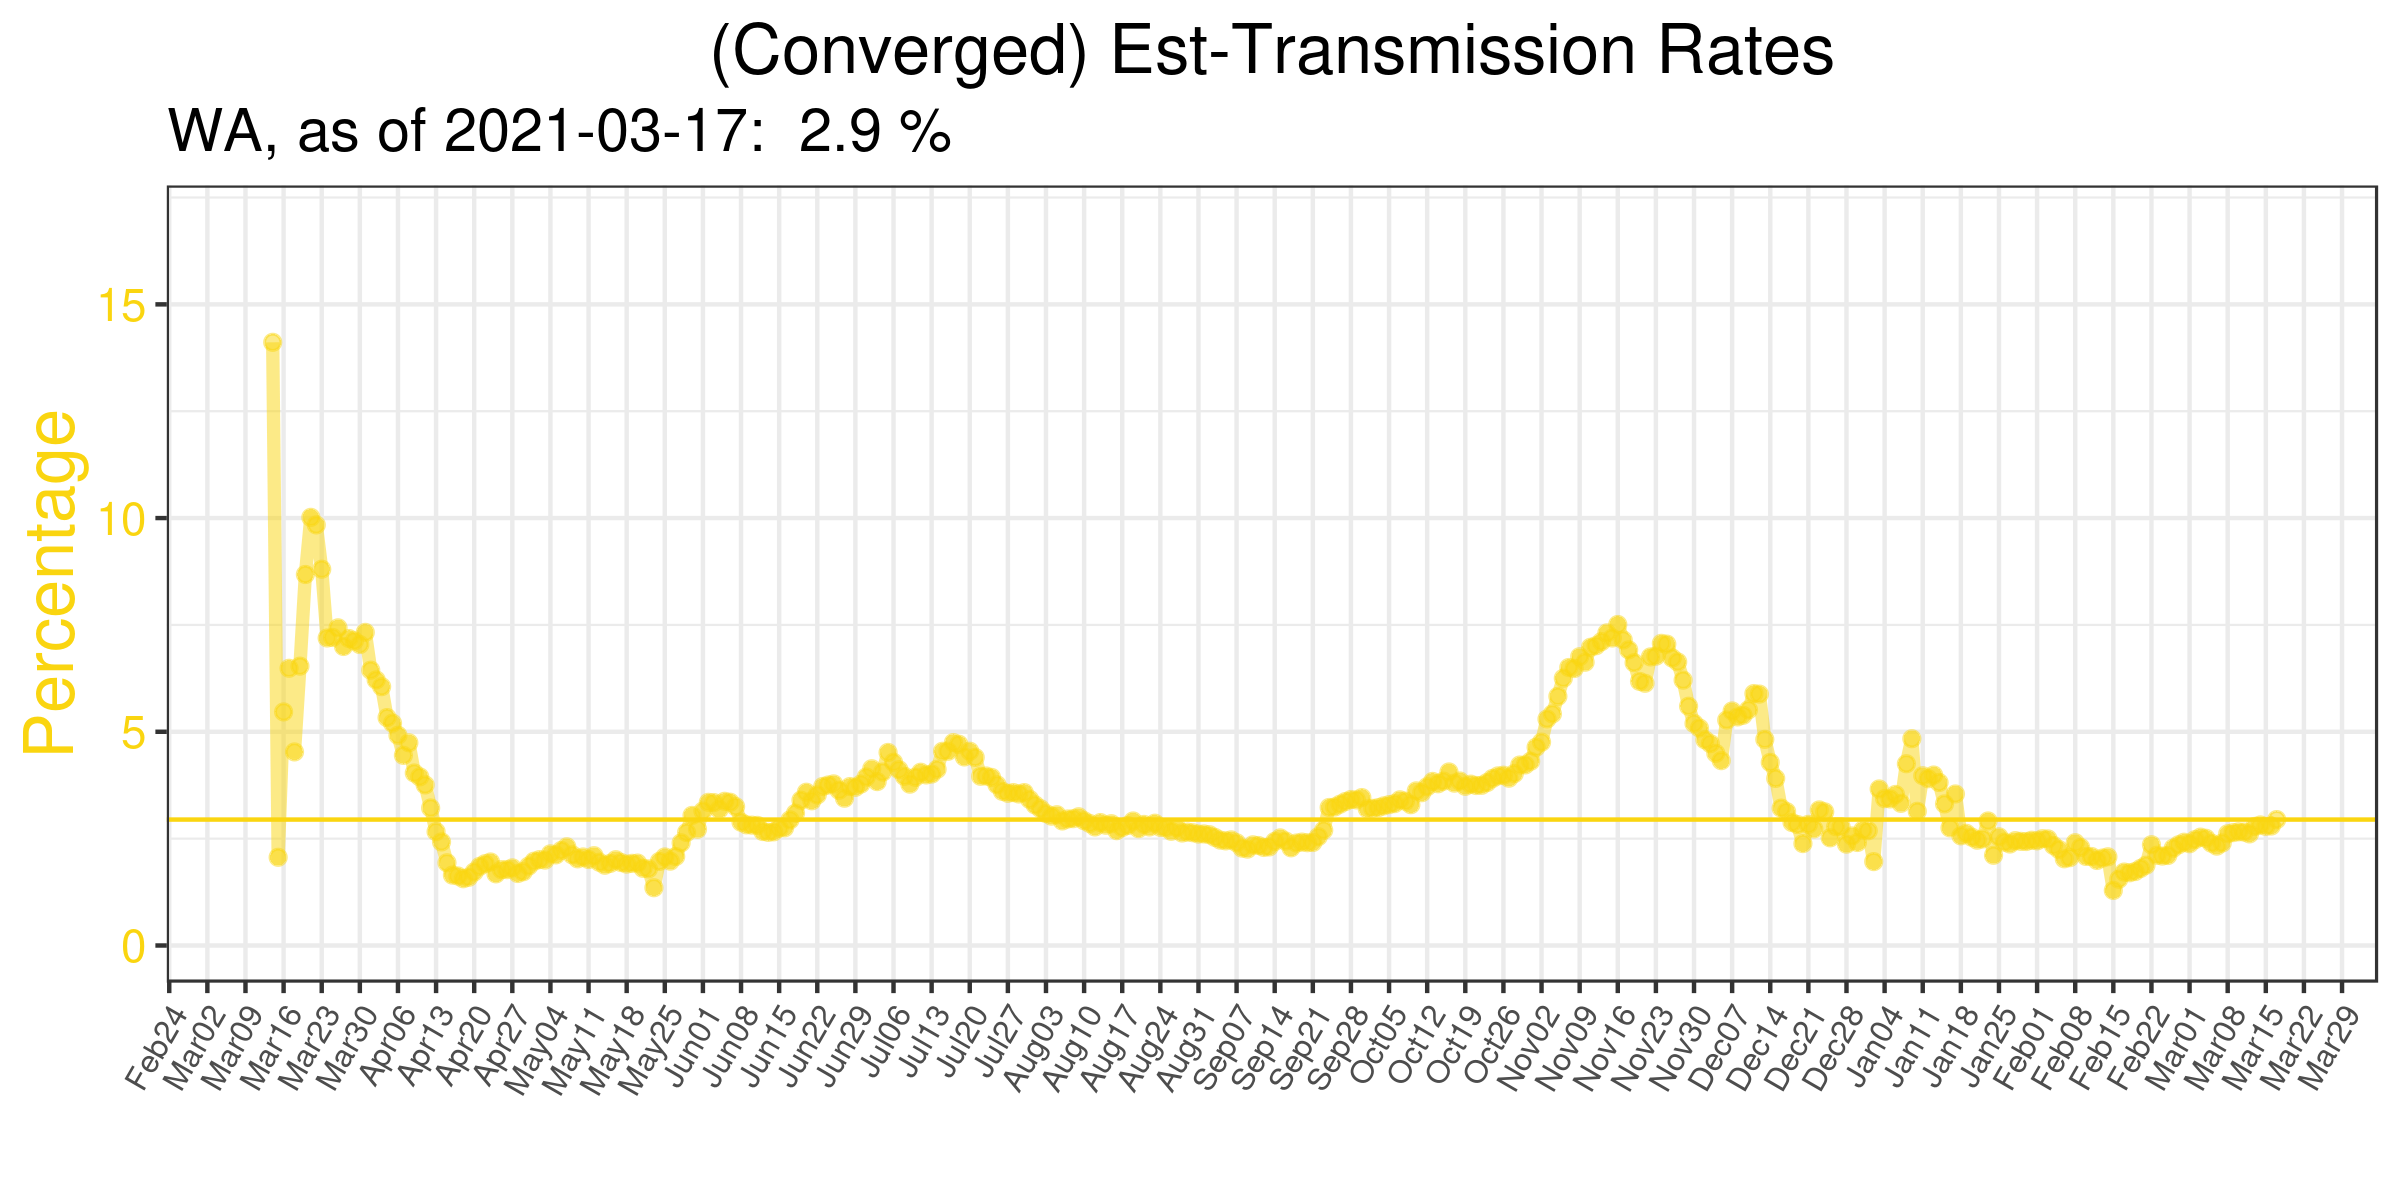 (Converged) Est-Transmission Rates
WA, as of 2021-03-17:  2.9 %
Percentage
15
10
5
0
Feb24
Mar02
Mar09
Mar16
Mar23
Mar30
Apr06
Apr13
Apr20
Apr27
May04
May11
May18
May25
Jun01
Jun08
Jun15
Jun22
Jun29
Jul06
Jul13
Jul20
Jul27
Aug03
Aug10
Aug17
Aug24
Aug31
Sep07
Sep14
Sep21
Sep28
Oct05
Oct12
Oct19
Oct26
Nov02
Nov09
Nov16
Nov23
Nov30
Dec07
Dec14
Dec21
Dec28
Jan04
Jan11
Jan18
Jan25
Feb01
Feb08
Feb15
Feb22
Mar01
Mar08
Mar15
Mar22
Mar29